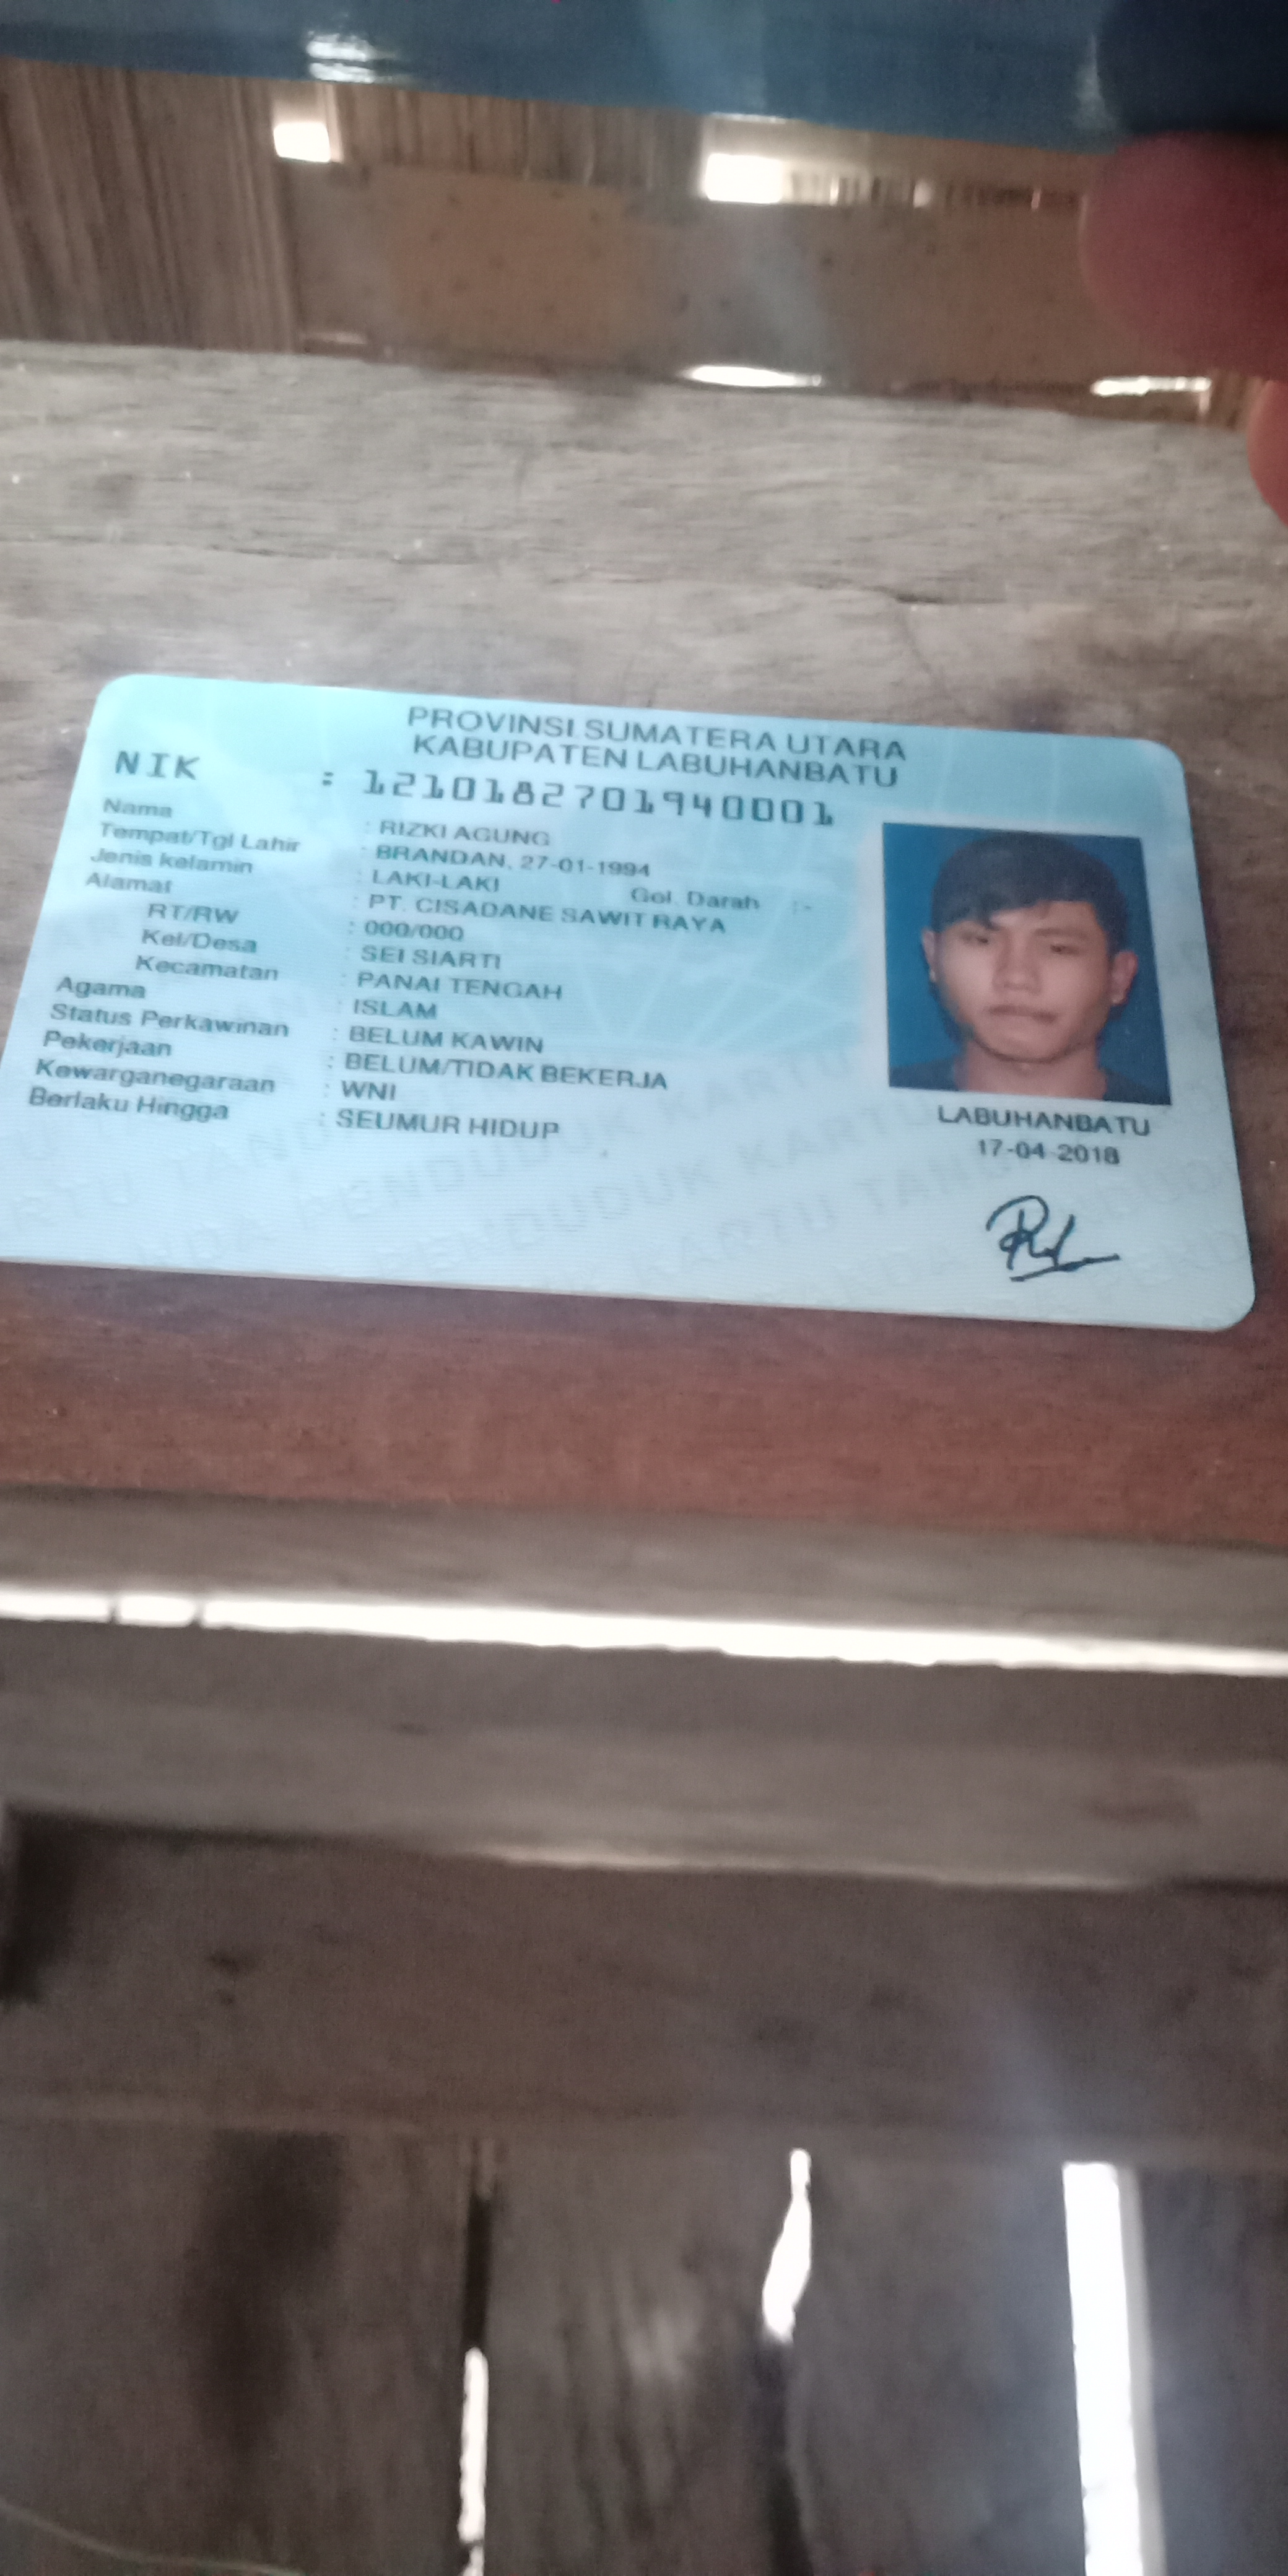 PROVINSI SUMATERA UTARA
KABUPATEN LABUHANBATU
NIK : 1210182701940001
Nama : RIZKI AGUNG
Tempat/Tgl Lahir : BRANDAN, 27-01-1994
Jenis kelamin : LAKI-LAKI Gol. Darah : -
Alamat : PT. CISADANE SAWIT RAYA
RT/RW : 000/000
Kel/Desa : SEI SIARTI
Kecamatan : PANAI TENGAH
Agama : ISLAM
Status Perkawinan : BELUM KAWIN
Pekerjaan : BELUM/TIDAK BEKERJA
Kewarganegaraan : WNI
Berlaku Hingga : SEUMUR HIDUP
LABUHANBATU
17-04-2018